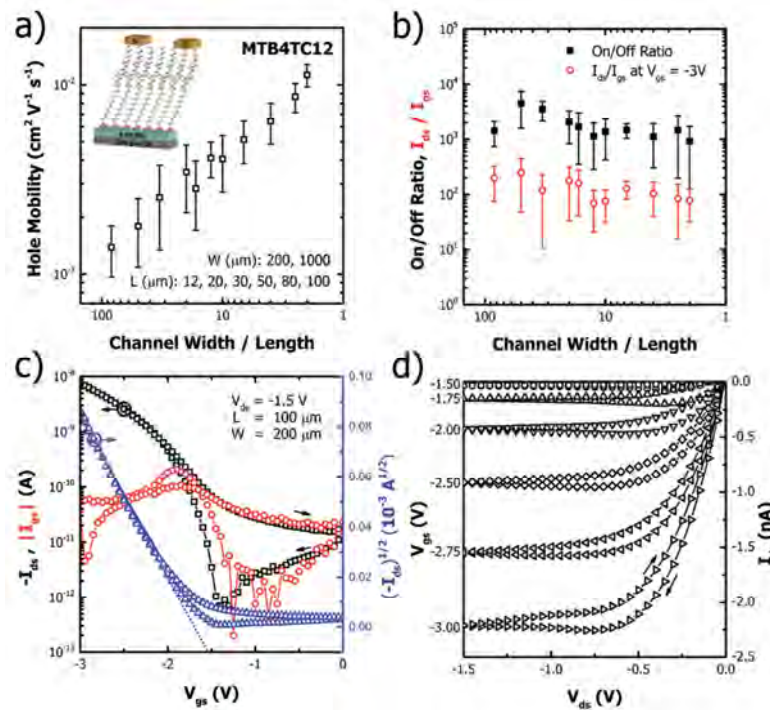 a)
MTB4TC12
Hole Mobility (cm² V⁻¹ s⁻¹)
10⁻²
10⁻³
W (μm): 200, 1000
L (μm): 12, 20, 30, 50, 80, 100
100
10
1
Channel Width / Length
b)
On/Off Ratio
I_ds/I_gs at V_gs = -3V
On/Off Ratio, I_ds / I_gs
10⁵
10⁴
10³
10²
10¹
10⁰
100
10
1
Channel Width / Length
c)
V_ds = -1.5 V
L = 100 μm
W = 200 μm
-I_ds, |I_gs| (A)
10⁻⁸
10⁻⁹
10⁻¹⁰
10⁻¹¹
10⁻¹²
10⁻¹³
(-I_ds)^1/2 (10⁻³ A^1/2)
0.10
0.08
0.06
0.04
0.02
0.00
-3
-2
-1
0
V_gs (V)
d)
V_gs (V)
-1.50
-1.75
-2.00
-2.50
-2.75
-3.00
0.0
-0.5
-1.0
-1.5
-2.0
-2.5
-1.5
-1.0
-0.5
0.0
V_ds (V)